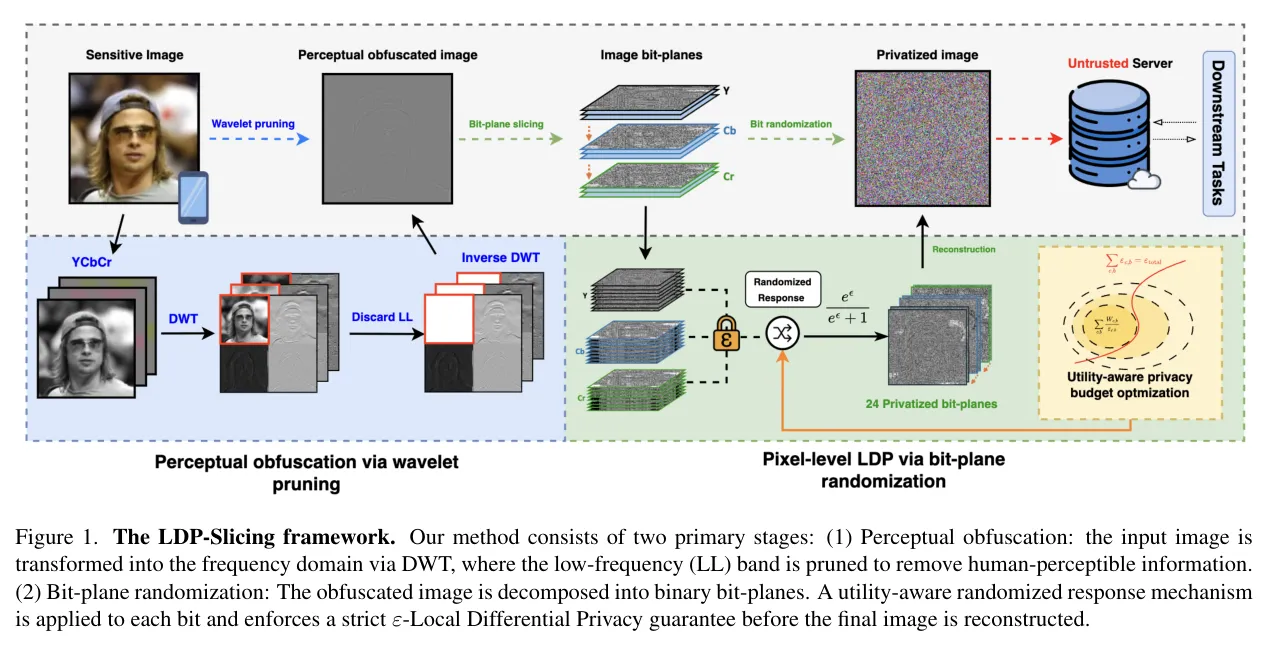 Sensitive Image
Perceptual obfuscated image
Image bit-planes
Privatized image
Untrusted Server
Wavelet pruning
Bit-plane slicing
Y
Cb
Cr
Bit randomization
Downstream Tasks
YCbCr
DWT
Discard LL
Inverse DWT
Y
Cb
Cr
ε
Randomized
Response
e^ϵ
e^ϵ + 1
Reconstruction
24 Privatized bit-planes
∑ c,b ε_c,b = ε_total
∑ c,b W_c,b / ε_c,b
Utility-aware privacy
budget optmization
Perceptual obfuscation via wavelet
pruning
Pixel-level LDP via bit-plane
randomization
Figure 1. The LDP-Slicing framework. Our method consists of two primary stages: (1) Perceptual obfuscation: the input image is
transformed into the frequency domain via DWT, where the low-frequency (LL) band is pruned to remove human-perceptible information.
(2) Bit-plane randomization: The obfuscated image is decomposed into binary bit-planes. A utility-aware randomized response mechanism
is applied to each bit and enforces a strict ε-Local Differential Privacy guarantee before the final image is reconstructed.